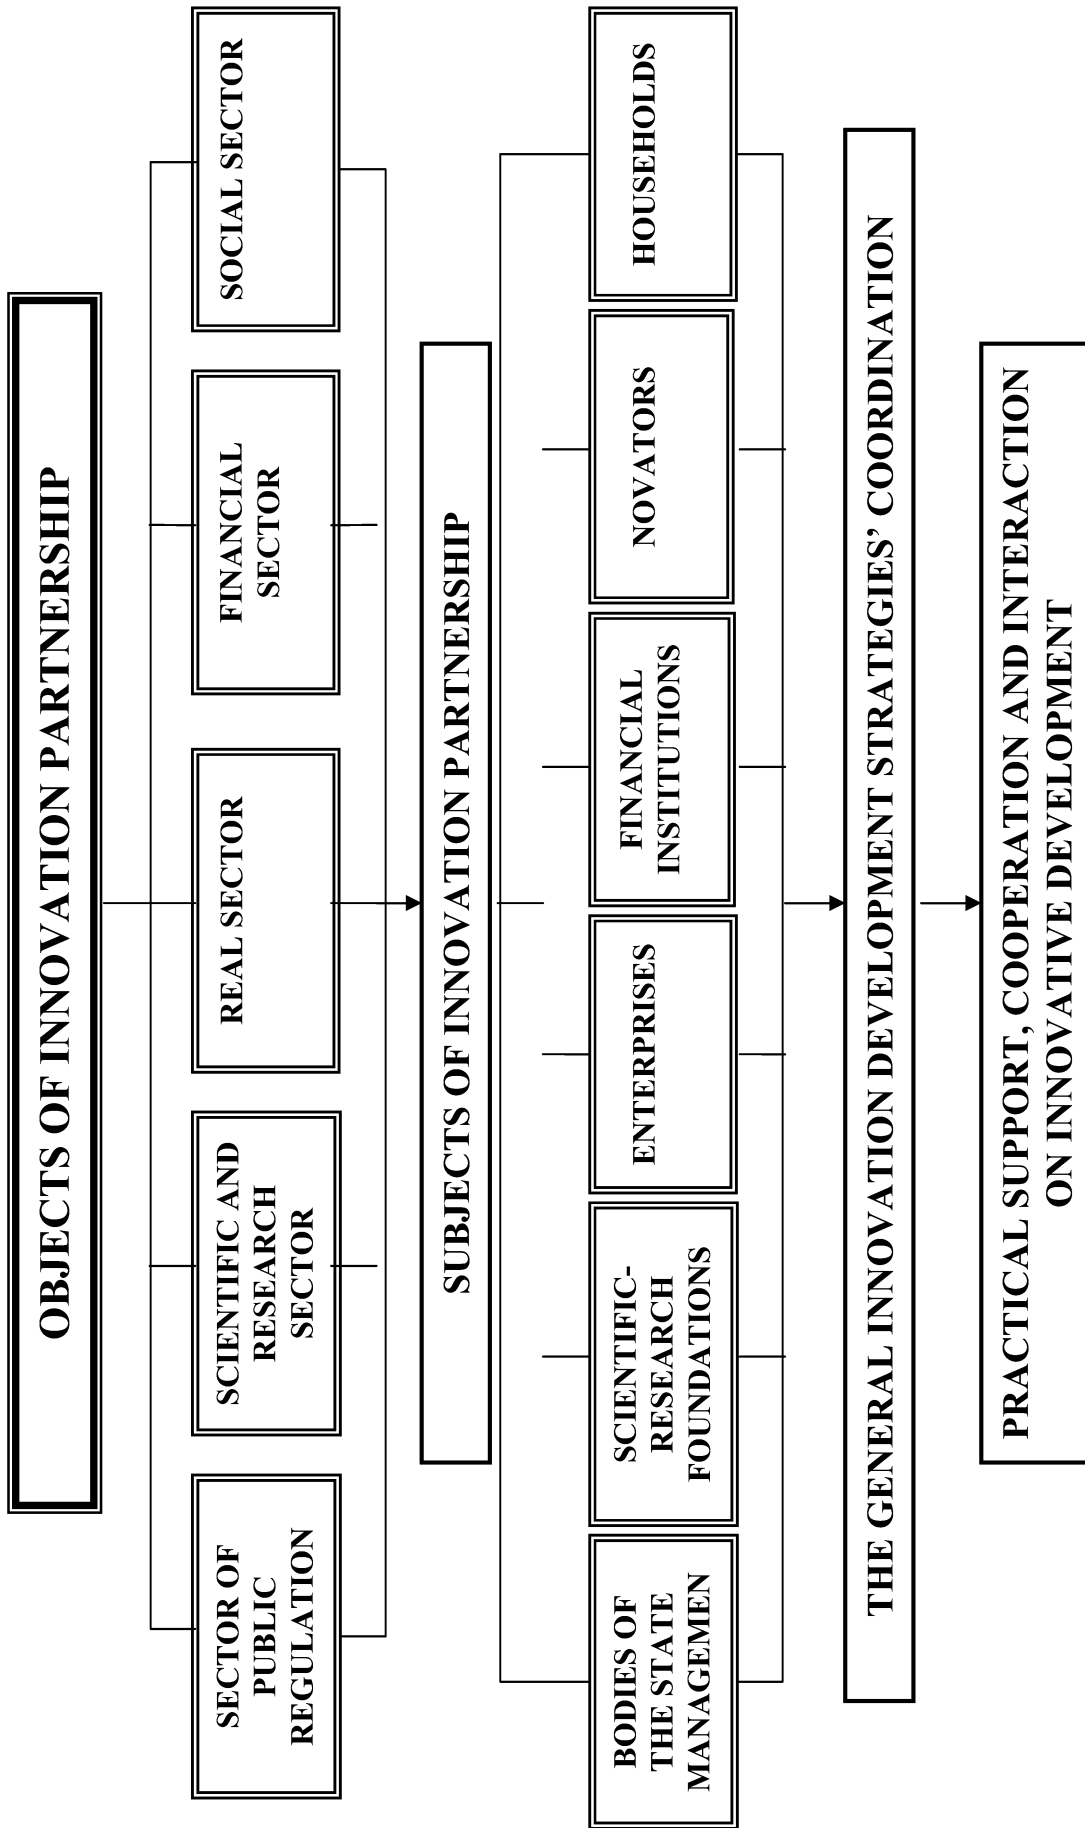 OBJECTS OF INNOVATION PARTNERSHIP
SECTOR OF
PUBLIC
REGULATION
SCIENTIFIC AND
RESEARCH
SECTOR
REAL SECTOR
FINANCIAL
SECTOR
SOCIAL SECTOR
SUBJECTS OF INNOVATION PARTNERSHIP
BODIES OF
THE STATE
MANAGEMEN
SCIENTIFIC-
RESEARCH
FOUNDATIONS
ENTERPRISES
FINANCIAL
INSTITUTIONS
NOVATORS
HOUSEHOLDS
THE GENERAL INNOVATION DEVELOPMENT STRATEGIES’ COORDINATION
PRACTICAL SUPPORT, COOPERATION AND INTERACTION
ON INNOVATIVE DEVELOPMENT